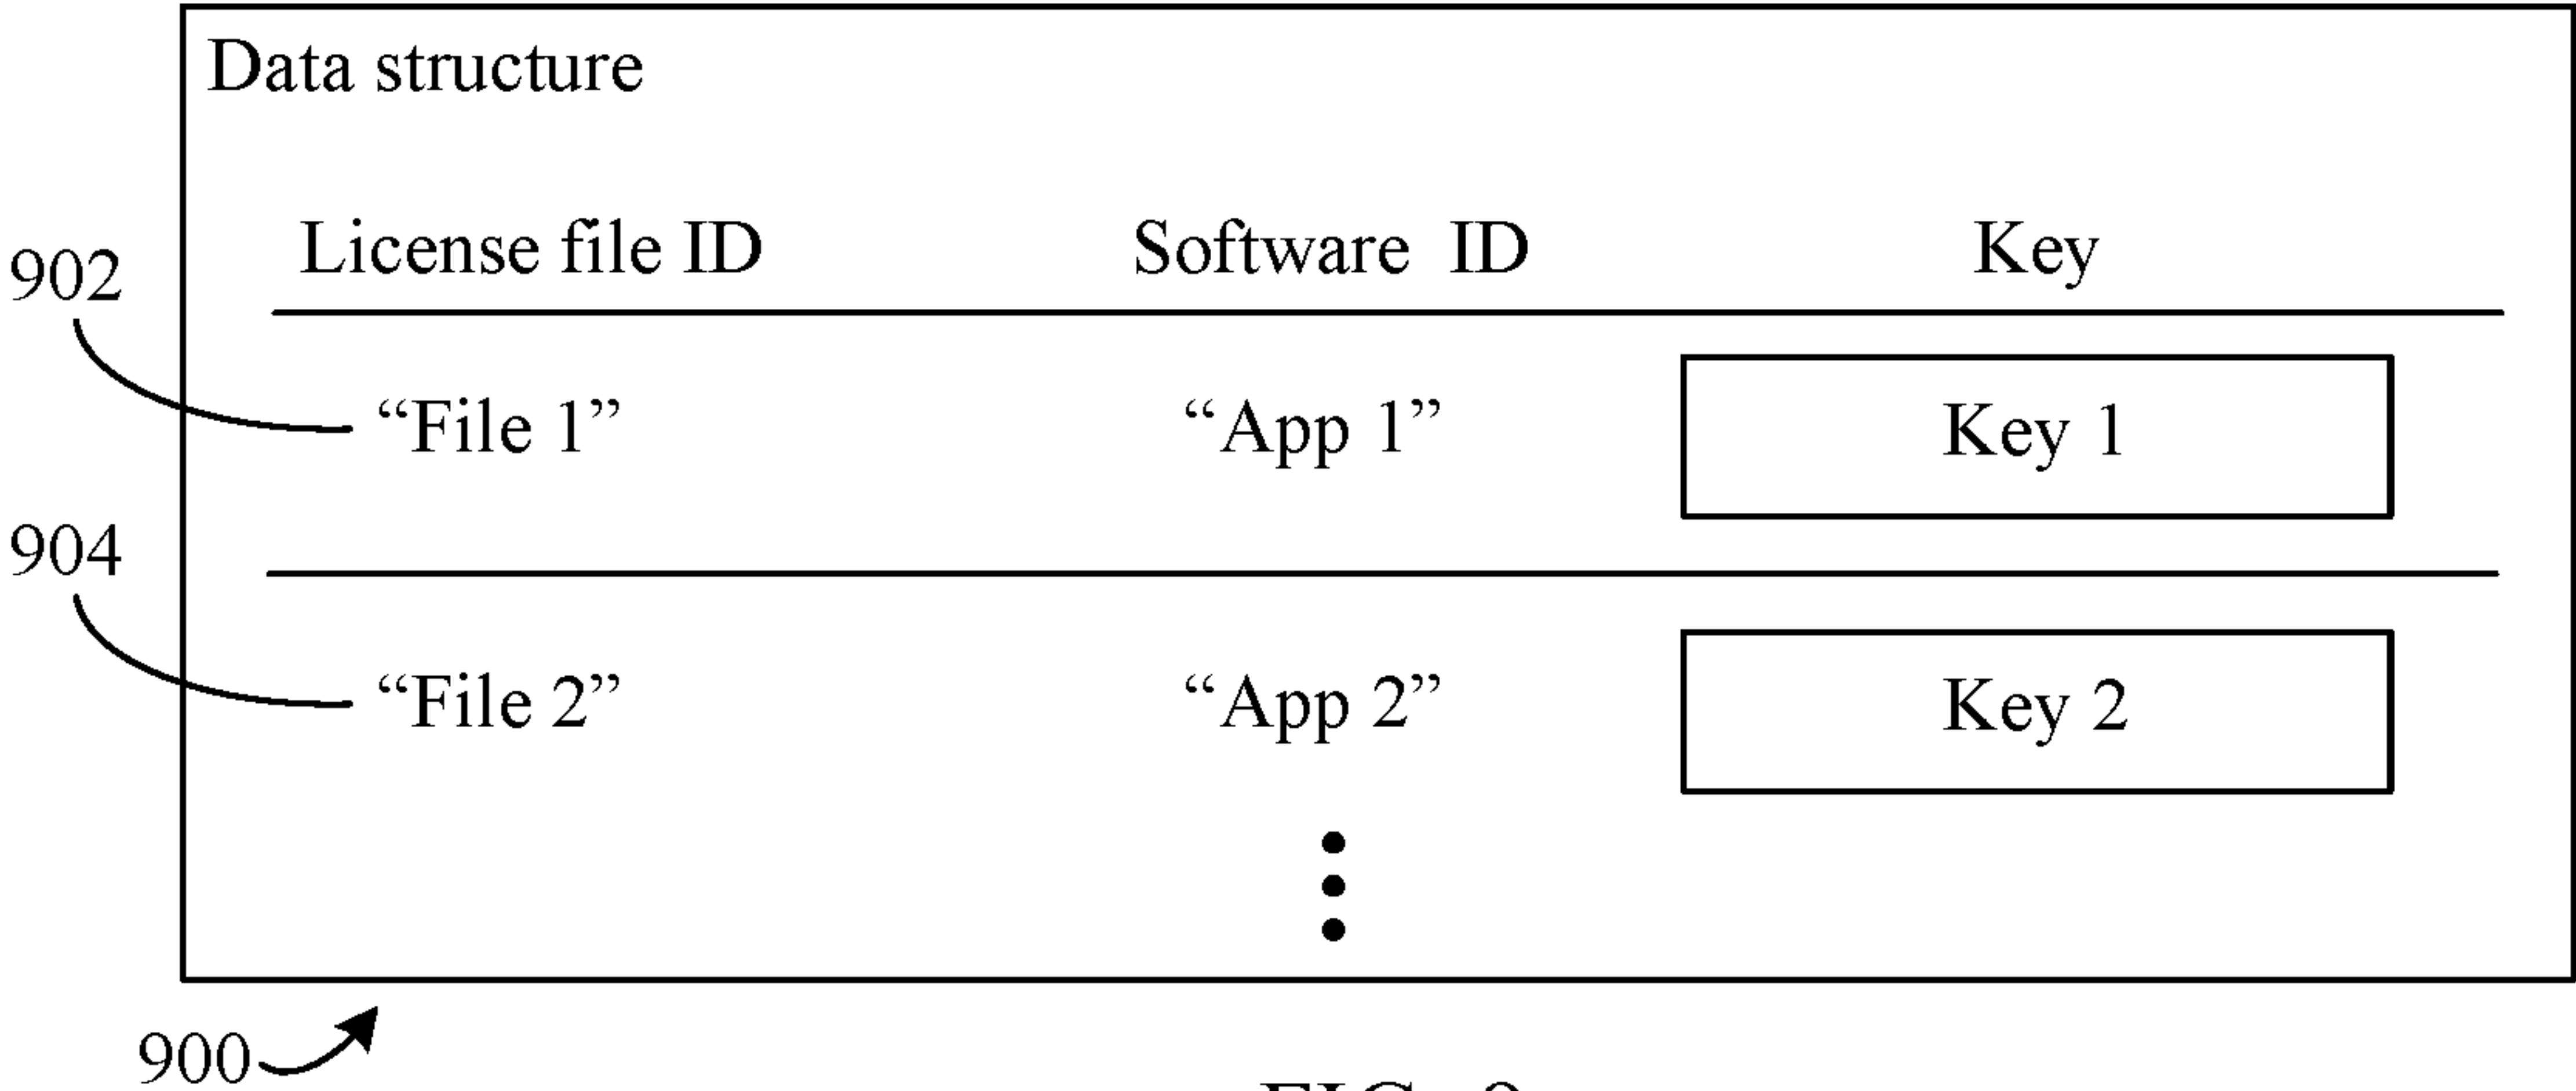 Data structure
License file ID Software ID Key
902
“File 1” “App 1” Key 1
904
“File 2” “App 2” Key 2
900